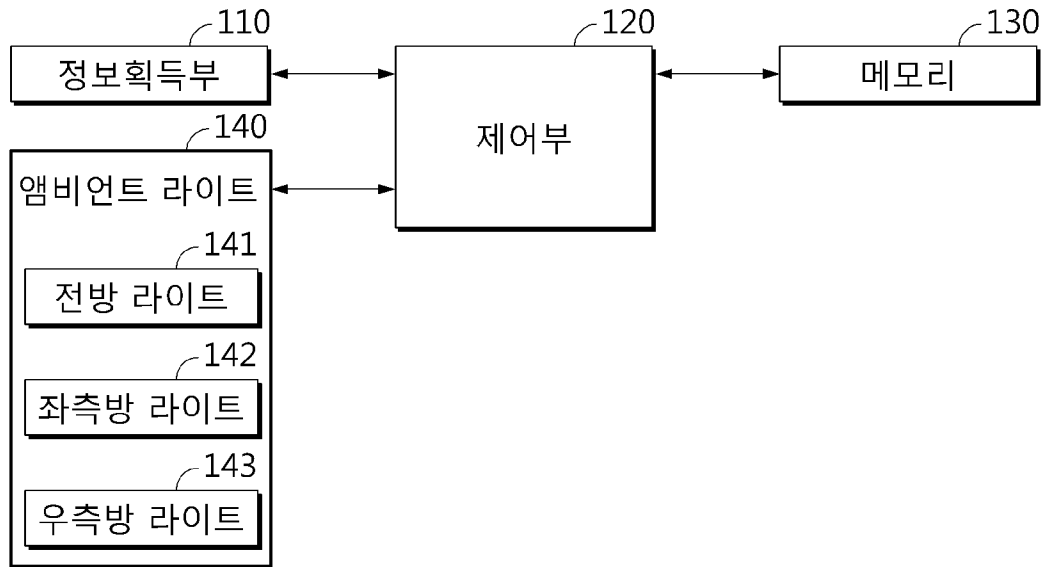 110
정보획득부
120
제어부
130
메모리
140
앰비언트 라이트
141
전방 라이트
142
좌측방 라이트
143
우측방 라이트